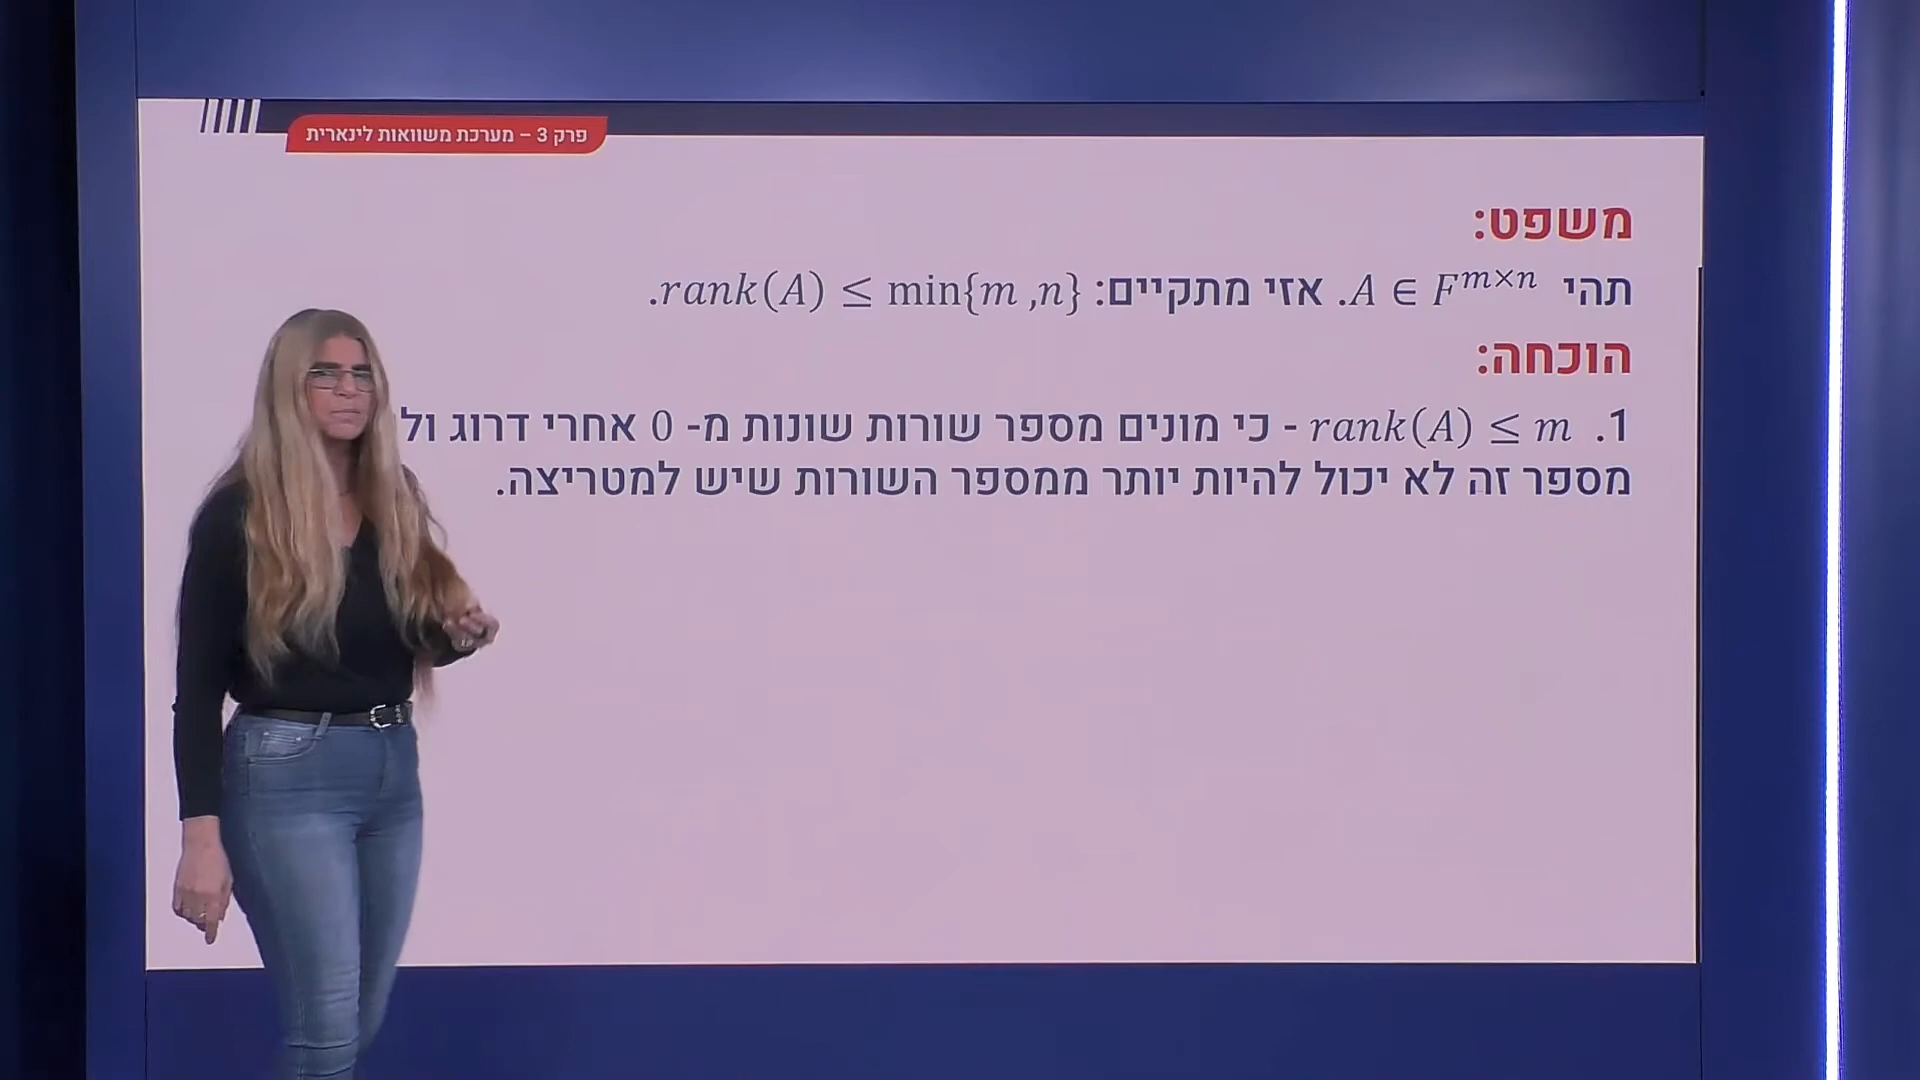 פרק 3 – מערכת משוואות לינארית
משפט:
תהי A ∈ F^{m×n}. אזי מתקיים: rank(A) ≤ min{m ,n}.
הוכחה:
1. rank(A) ≤ m - כי מונים מספר שורות שונות מ- 0 אחרי דרוג
מספר זה לא יכול להיות יותר ממספר השורות שיש למטריצה.